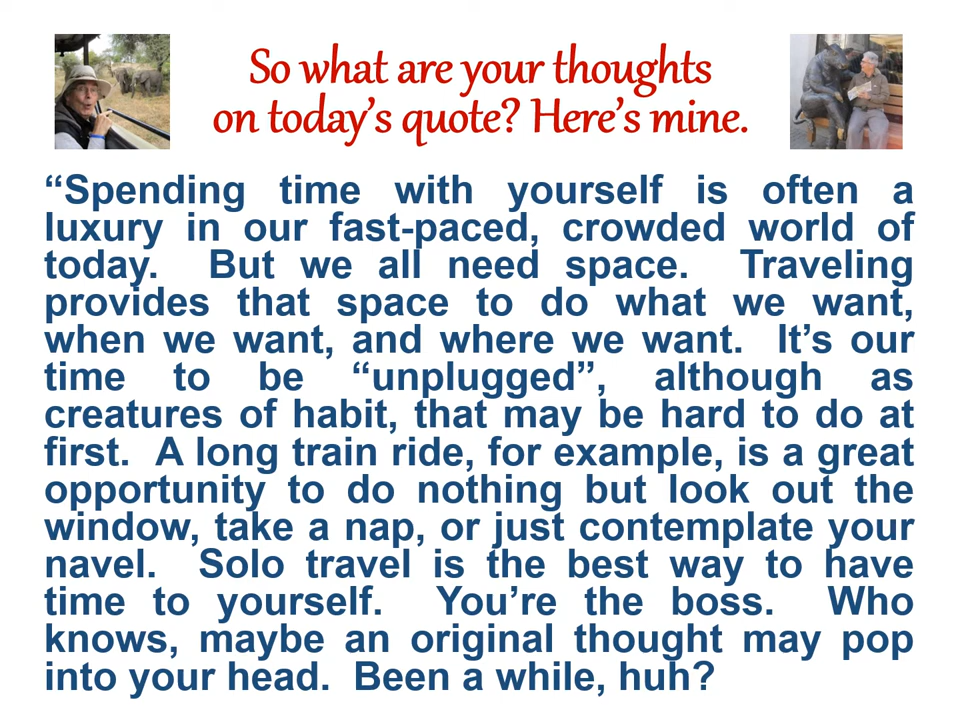 So what are your thoughts
on today’s quote? Here’s mine.
“Spending time with yourself is often a
luxury in our fast-paced, crowded world of
today. But we all need space. Traveling
provides that space to do what we want,
when we want, and where we want. It’s our
time to be “unplugged”, although as
creatures of habit, that may be hard to do at
first. A long train ride, for example, is a great
opportunity to do nothing but look out the
window, take a nap, or just contemplate your
navel. Solo travel is the best way to have
time to yourself. You’re the boss. Who
knows, maybe an original thought may pop
into your head. Been a while, huh?